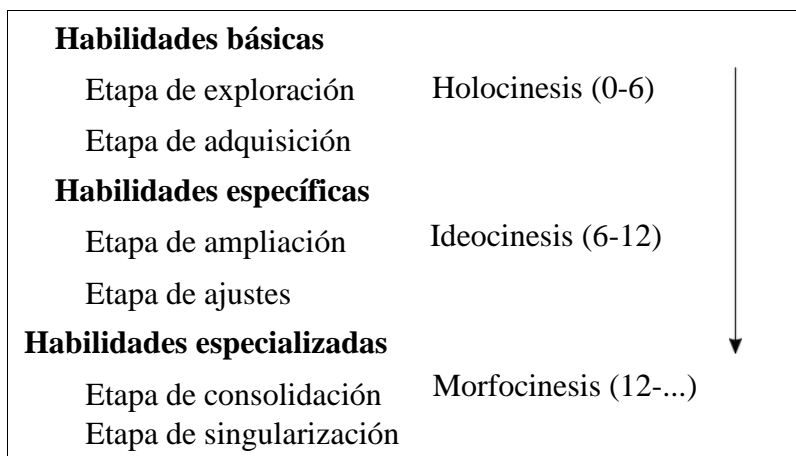 Habilidades básicas
Etapa de exploración Holocinesis (0-6)
Etapa de adquisición
Habilidades específicas
Etapa de ampliación Ideocinesis (6-12)
Etapa de ajustes
Habilidades especializadas
Etapa de consolidación Morfocinesis (12-...)
Etapa de singularización